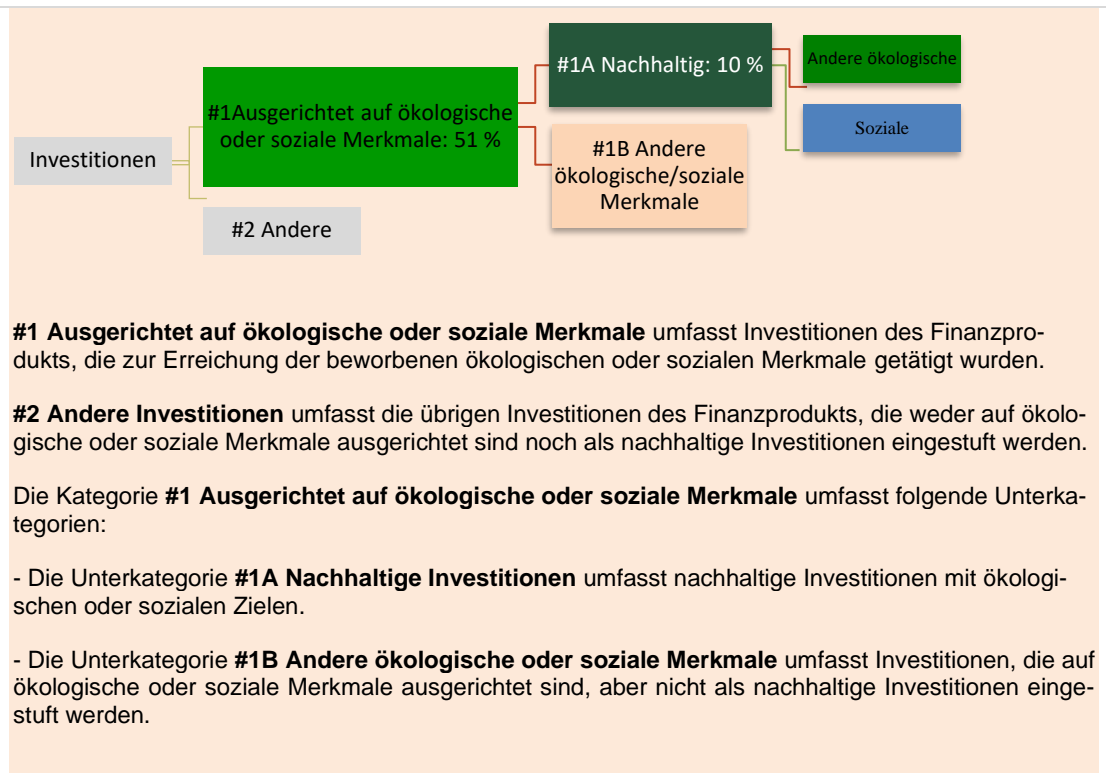 Investitionen
#1Ausgerichtet auf ökologische
oder soziale Merkmale: 51 %
#2 Andere
#1A Nachhaltig: 10 %
#1B Andere
ökologische/soziale
Merkmale
Andere ökologische
Soziale
#1 Ausgerichtet auf ökologische oder soziale Merkmale umfasst Investitionen des Finanzpro-
dukts, die zur Erreichung der beworbenen ökologischen oder sozialen Merkmale getätigt wurden.
#2 Andere Investitionen umfasst die übrigen Investitionen des Finanzprodukts, die weder auf ökolo-
gische oder soziale Merkmale ausgerichtet sind noch als nachhaltige Investitionen eingestuft werden.
Die Kategorie #1 Ausgerichtet auf ökologische oder soziale Merkmale umfasst folgende Unterka-
tegorien:
- Die Unterkategorie #1A Nachhaltige Investitionen umfasst nachhaltige Investitionen mit ökologi-
schen oder sozialen Zielen.
- Die Unterkategorie #1B Andere ökologische oder soziale Merkmale umfasst Investitionen, die auf
ökologische oder soziale Merkmale ausgerichtet sind, aber nicht als nachhaltige Investitionen einge-
stuft werden.